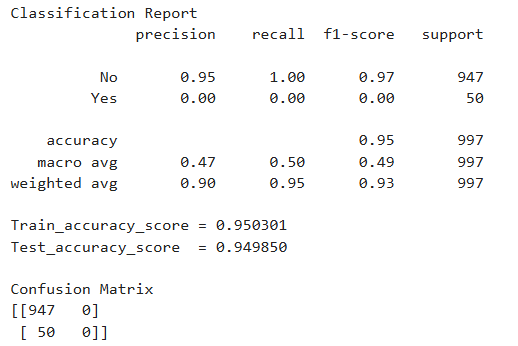 Classification Report
precision recall f1-score support
No 0.95 1.00 0.97 947
Yes 0.00 0.00 0.00 50
accuracy 0.95 997
macro avg 0.47 0.50 0.49 997
weighted avg 0.90 0.95 0.93 997
Train_accuracy_score = 0.950301
Test_accuracy_score = 0.949850
Confusion Matrix
[[947 0]
[ 50 0]]